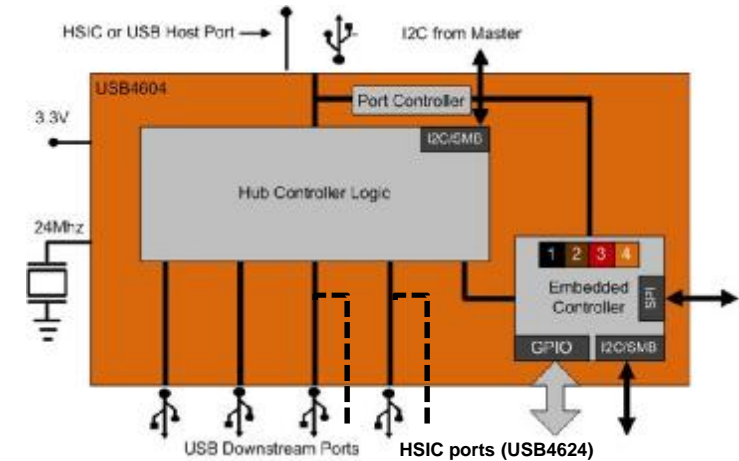 HSIC or USB Host Port
I2C from Master
USB4604
Port Controller
3.3V
I2C/SMB
Hub Controller Logic
24Mhz
1 2 3 4
Embedded
Controller
SPI
GPIO
I2C/SMB
USB Downstream Ports
HSIC ports (USB4624)